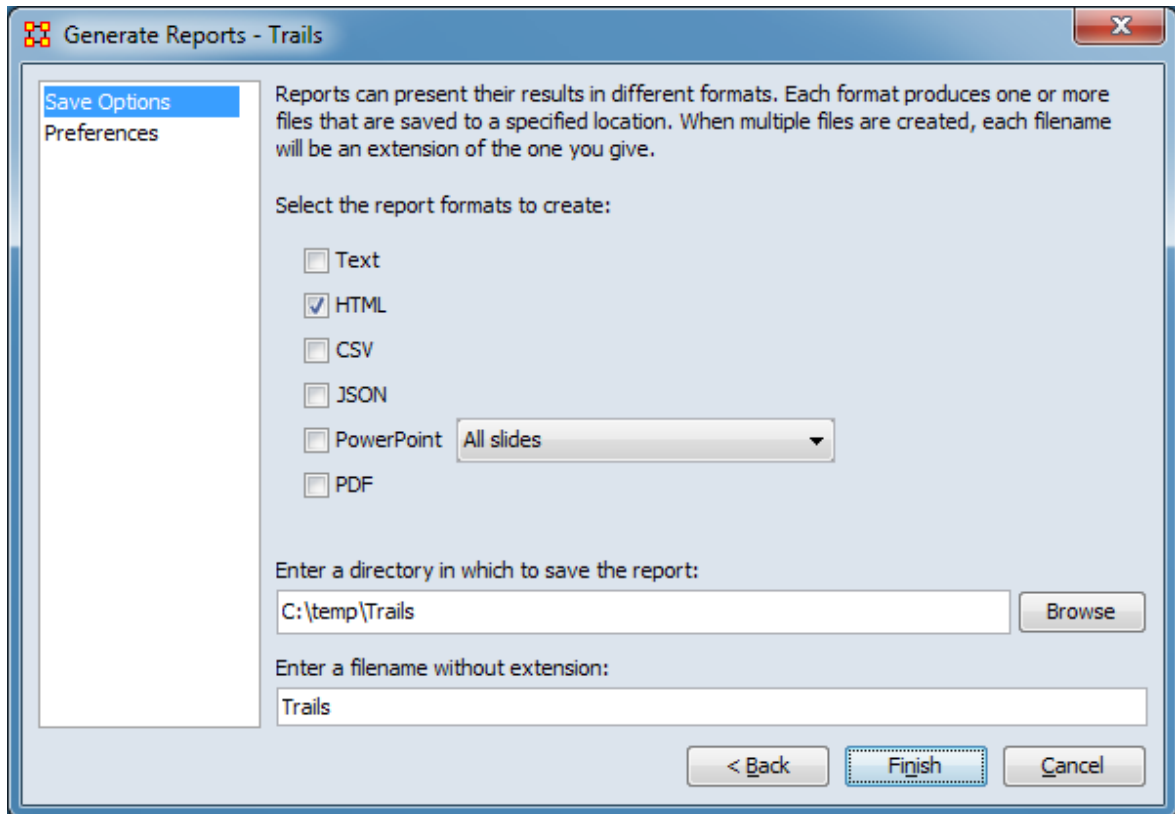 Generate Reports - Trails
X
Save Options
Preferences
Reports can present their results in different formats. Each format produces one or more
files that are saved to a specified location. When multiple files are created, each filename
will be an extension of the one you give.
Select the report formats to create:
Text
HTML
CSV
JSON
PowerPoint All slides
PDF
Enter a directory in which to save the report:
C:\temp\Trails Browse
Enter a filename without extension:
Trails
< Back Finish Cancel